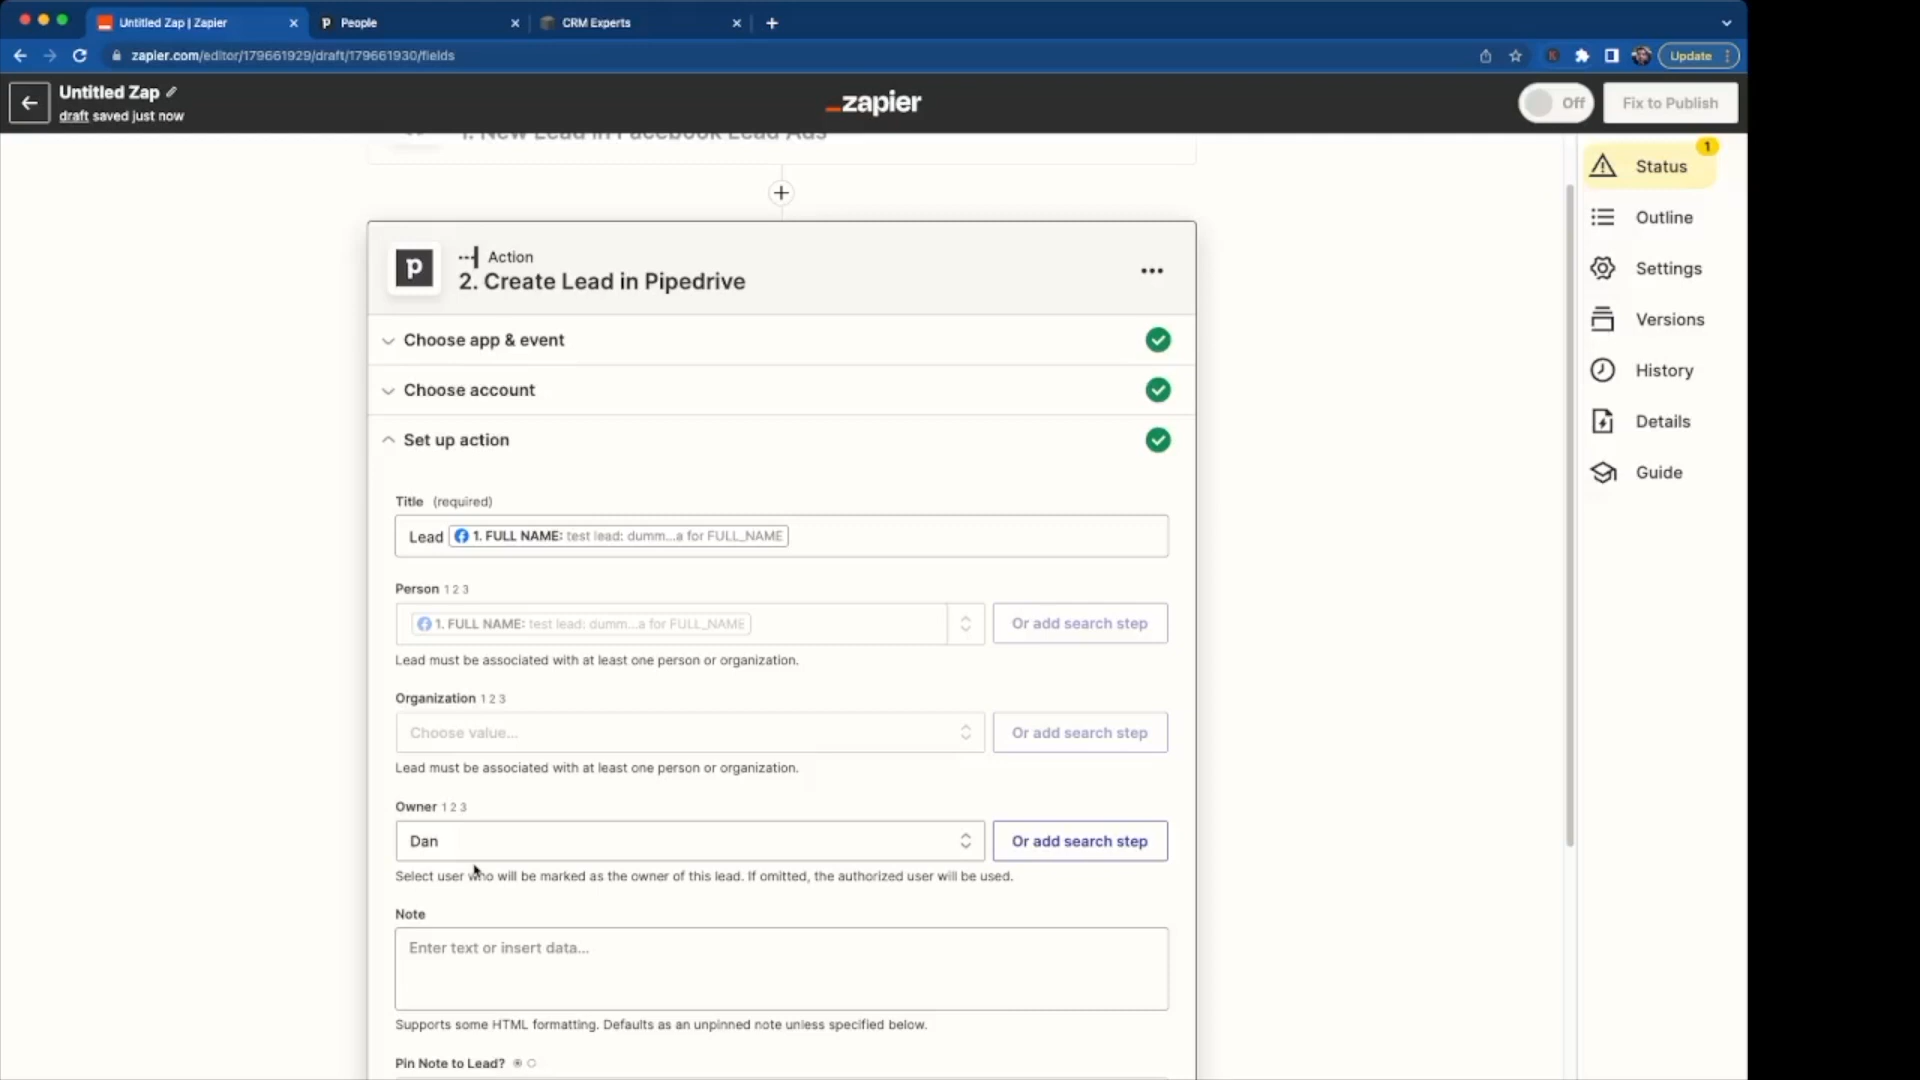 Untitled Zap | Zapier
People
CRM Experts
zapier.com/editor/179661929/draft/179661930/fields
Update
Untitled Zap
draft saved just now
_zapier
Off
Fix to Publish
1. New Lead in Facebook Lead Ads
Action
2. Create Lead in Pipedrive
Choose app & event
Choose account
Set up action
Title (required)
Lead 1. FULL NAME: test lead: dumm...a for FULL_NAME
Person 1 2 3
1. FULL NAME: test lead: dumm...a for FULL_NAME
Or add search step
Lead must be associated with at least one person or organization.
Organization 1 2 3
Choose value...
Or add search step
Lead must be associated with at least one person or organization.
Owner 1 2 3
Dan
Or add search step
Select user who will be marked as the owner of this lead. If omitted, the authorized user will be used.
Note
Enter text or insert data...
Supports some HTML formatting. Defaults as an unpinned note unless specified below.
Pin Note to Lead?
1
Status
Outline
Settings
Versions
History
Details
Guide